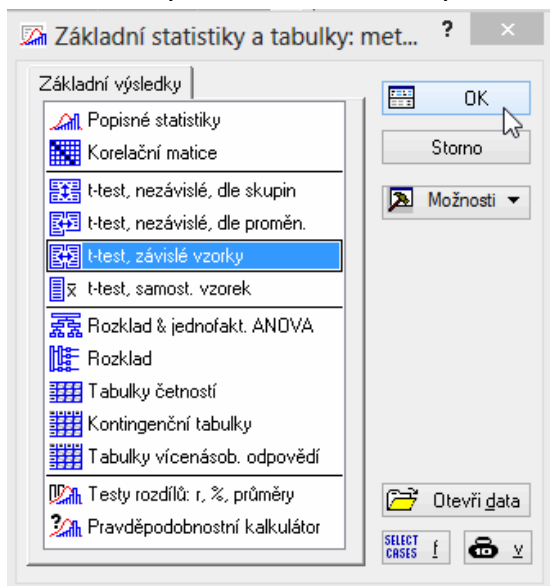 Základní statistiky a tabulky: met... ?
Základní výsledky
Popisné statistiky
Korelační matice
t-test, nezávislé, dle skupin
t-test, nezávislé, dle proměn.
t-test, závislé vzorky
t-test, samost. vzorek
Rozklad & jednofakt. ANOVA
Rozklad
Tabulky četností
Kontingenční tabulky
Tabulky vícenásob. odpovědí
Testy rozdílů: r, %, průměry
Pravděpodobnostní kalkulátor
OK
Storno
Možnosti
Otevři data
SELECT CASES f v